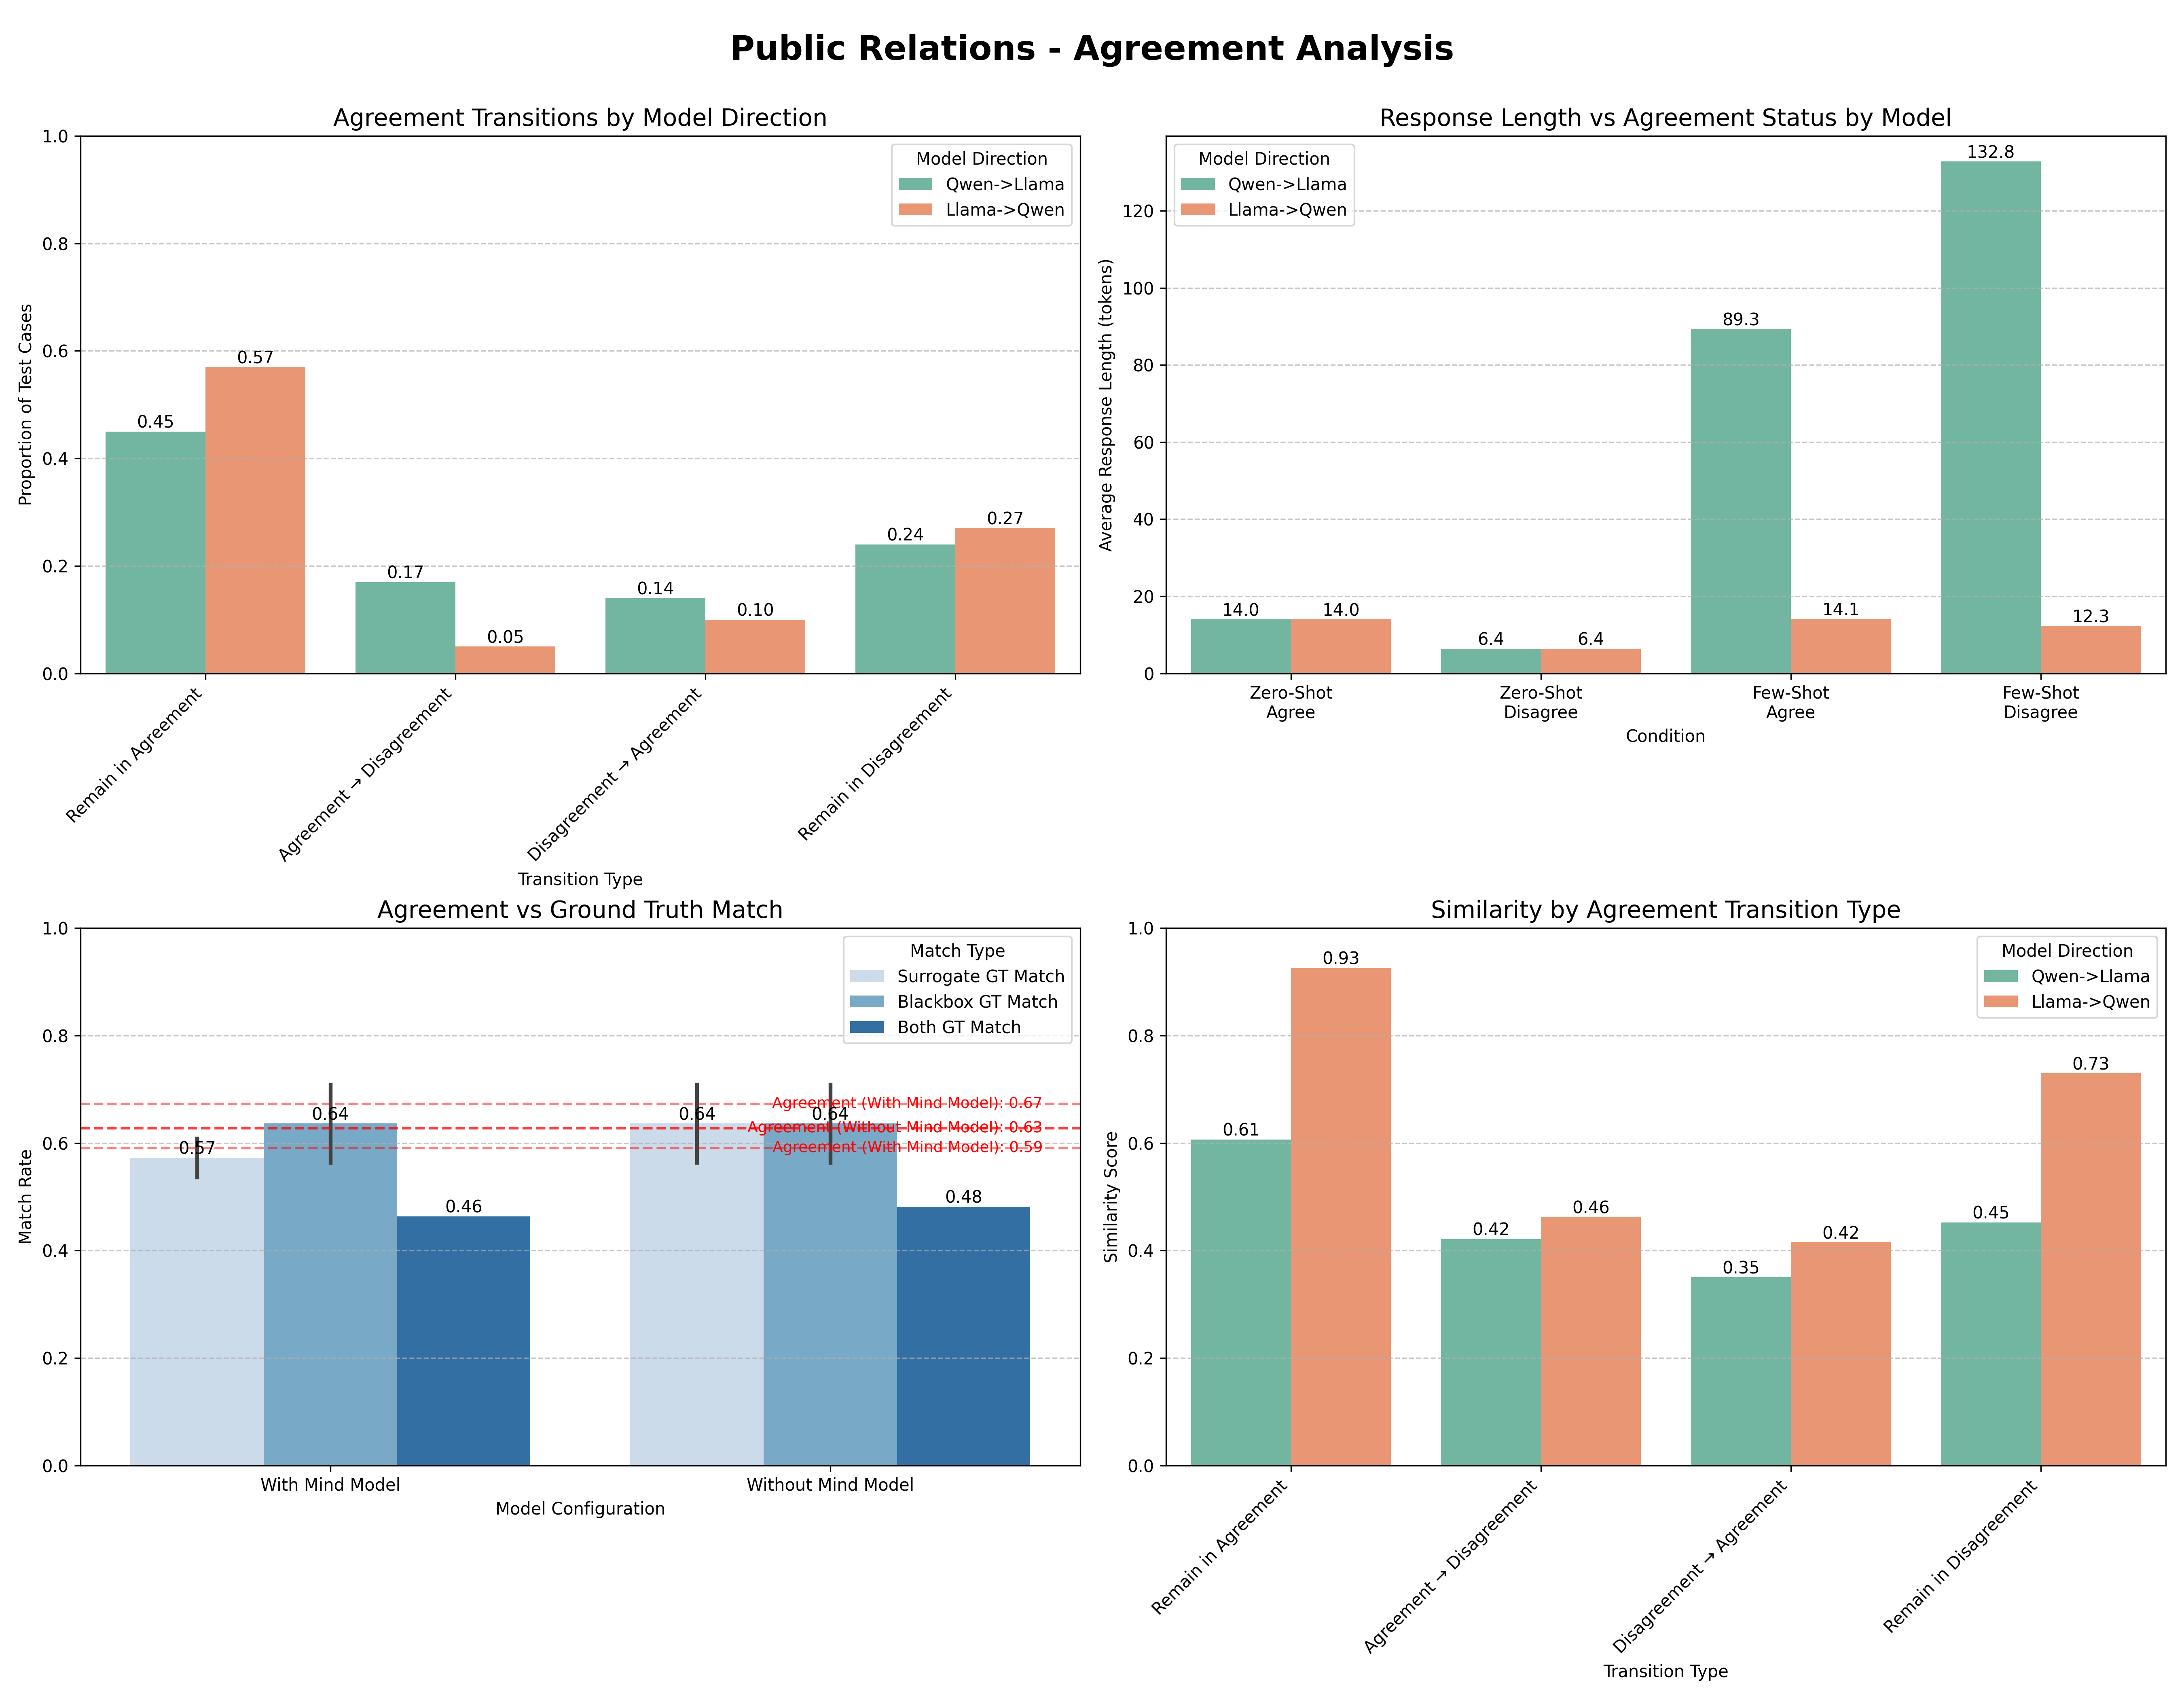 Public Relations - Agreement Analysis
Agreement Transitions by Model Direction
Proportion of Test Cases
1.0
0.8
0.6
0.4
0.2
0.0
Model Direction
Qwen->Llama
Llama->Qwen
0.45
0.57
0.17
0.05
0.14
0.10
0.24
0.27
Remain in Agreement
Agreement → Disagreement
Disagreement → Agreement
Remain in Disagreement
Transition Type
Response Length vs Agreement Status by Model
Average Response Length (tokens)
120
100
80
60
40
20
0
Model Direction
Qwen->Llama
Llama->Qwen
14.0
14.0
6.4
6.4
89.3
14.1
132.8
12.3
Zero-Shot
Agree
Zero-Shot
Disagree
Few-Shot
Agree
Few-Shot
Disagree
Condition
Agreement vs Ground Truth Match
Match Rate
1.0
0.8
0.6
0.4
0.2
0.0
Match Type
Surrogate GT Match
Blackbox GT Match
Both GT Match
0.57
0.64
0.46
0.64
0.64
0.48
Agreement (With Mind Model): 0.67
Agreement (Without Mind Model): 0.63
Agreement (With Mind Model): 0.59
With Mind Model
Without Mind Model
Model Configuration
Similarity by Agreement Transition Type
Similarity Score
1.0
0.8
0.6
0.4
0.2
0.0
Model Direction
Qwen->Llama
Llama->Qwen
0.61
0.93
0.42
0.46
0.35
0.42
0.45
0.73
Remain in Agreement
Agreement → Disagreement
Disagreement → Agreement
Remain in Disagreement
Transition Type